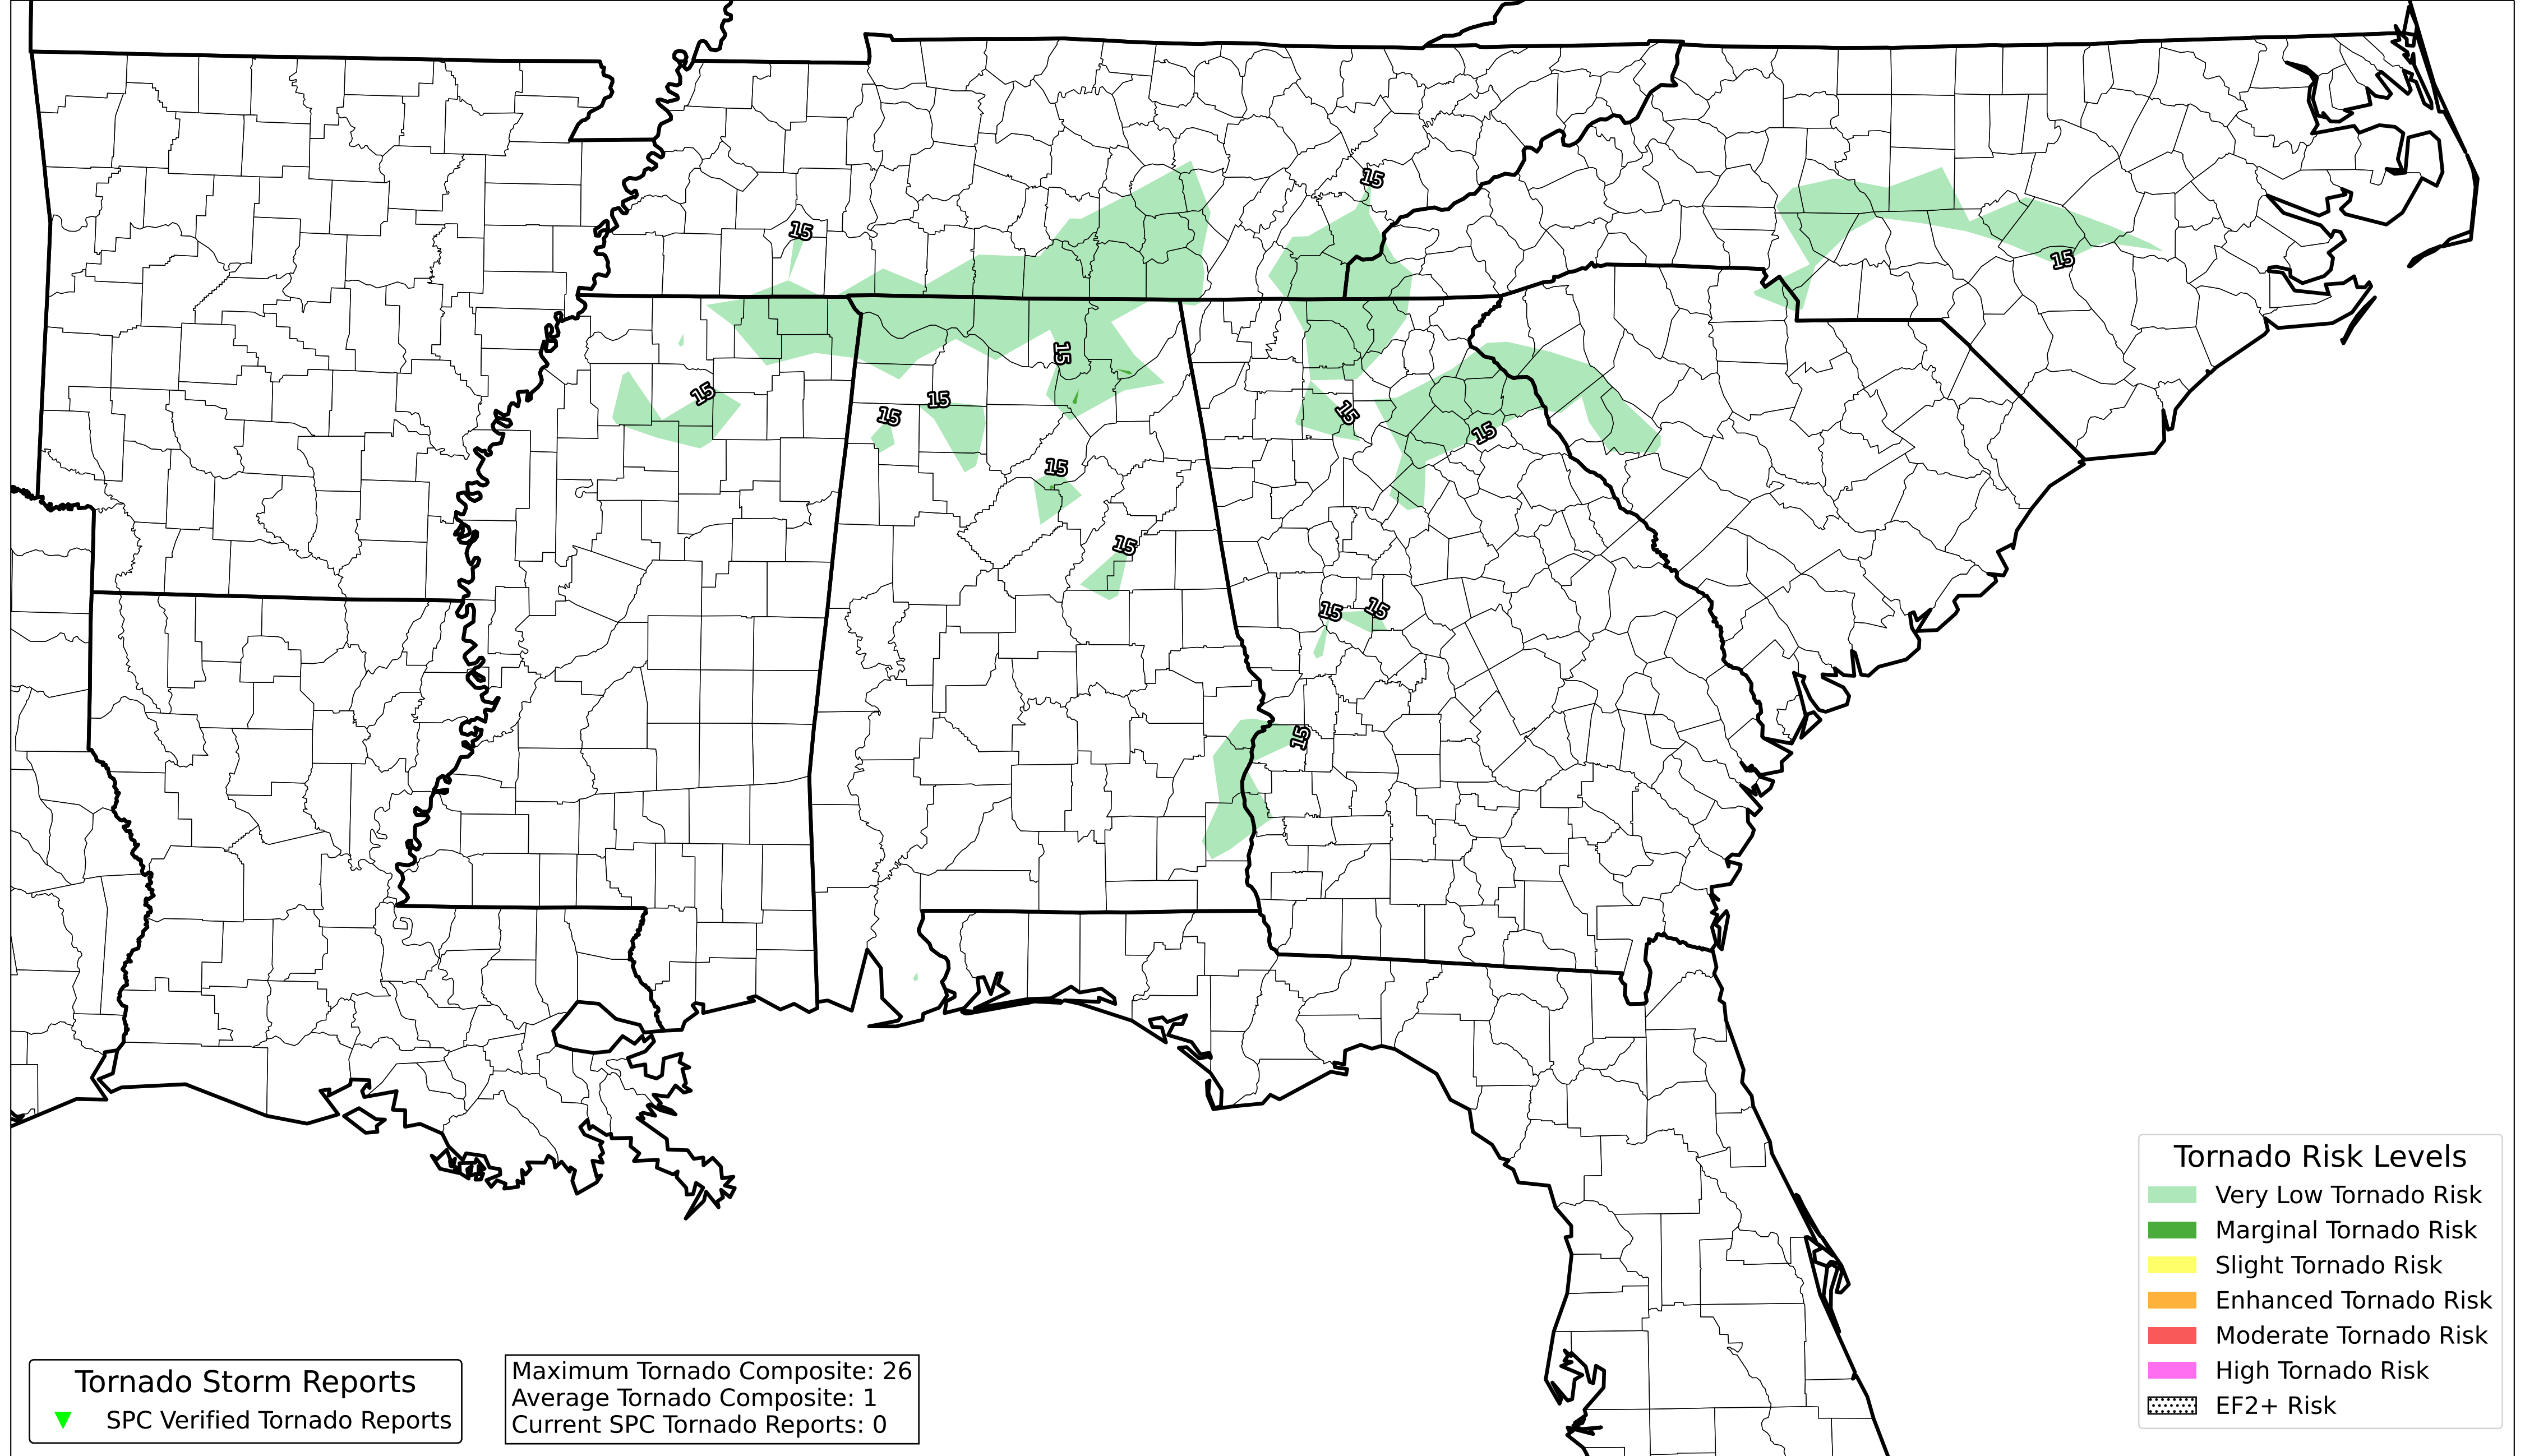 15
15
15
15
15
15
15
15
15
15
15
15
15
15
Tornado Risk Levels
Very Low Tornado Risk
Marginal Tornado Risk
Slight Tornado Risk
Enhanced Tornado Risk
Moderate Tornado Risk
High Tornado Risk
EF2+ Risk
Tornado Storm Reports
SPC Verified Tornado Reports
Maximum Tornado Composite: 26
Average Tornado Composite: 1
Current SPC Tornado Reports: 0